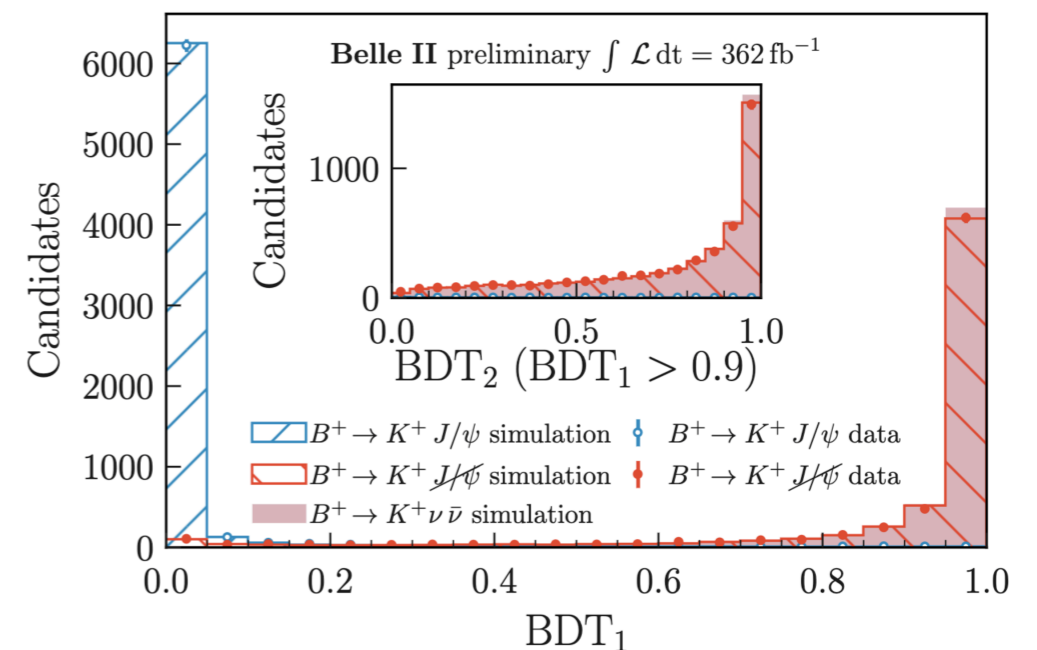 Belle II preliminary ∫ ℒ dt = 362 fb⁻¹
Candidates
6000
5000
4000
3000
2000
1000
0
0.0 0.2 0.4 0.6 0.8 1.0
BDT₁
Candidates
1000
0
0.0 0.5 1.0
BDT₂ (BDT₁ > 0.9)
B⁺ → K⁺ J/ψ simulation
B⁺ → K⁺ J̸/̸ψ̸ simulation
B⁺ → K⁺ν ν̄ simulation
B⁺ → K⁺ J/ψ data
B⁺ → K⁺ J̸/̸ψ̸ data